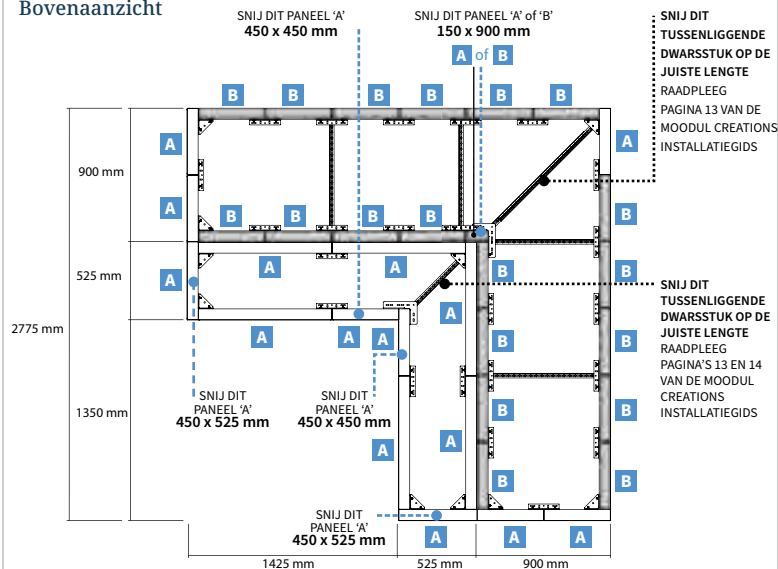 Bovenaanzicht
SNIJ DIT PANEEL ‘A’
450 x 450 mm
SNIJ DIT PANEEL ‘A’ of ‘B’
150 x 900 mm
A of B
SNIJ DIT
TUSSENLIGGENDE
DWARSSTUK OP DE
JUISTE LENGTE
RAADPLEEG
PAGINA 13 VAN DE
MOODUL CREATIONS
INSTALLATIEGIDS
B B B B B B
A A
900 mm
A B B B B B
B B
A A A
525 mm
SNIJ DIT
TUSSENLIGGENDE
DWARSSTUK OP DE
JUISTE LENGTE
RAADPLEEG
PAGINA’S 13 EN 14
VAN DE MOODUL
CREATIONS
INSTALLATIEGIDS
A
2775 mm
A A A B B
SNIJ DIT
PANEEL ‘A’
450 x 525 mm
SNIJ DIT
PANEEL ‘A’
450 x 450 mm
1350 mm
B B
A A
B B
SNIJ DIT
PANEEL ‘A’
450 x 525 mm
A A A
1425 mm
525 mm
900 mm